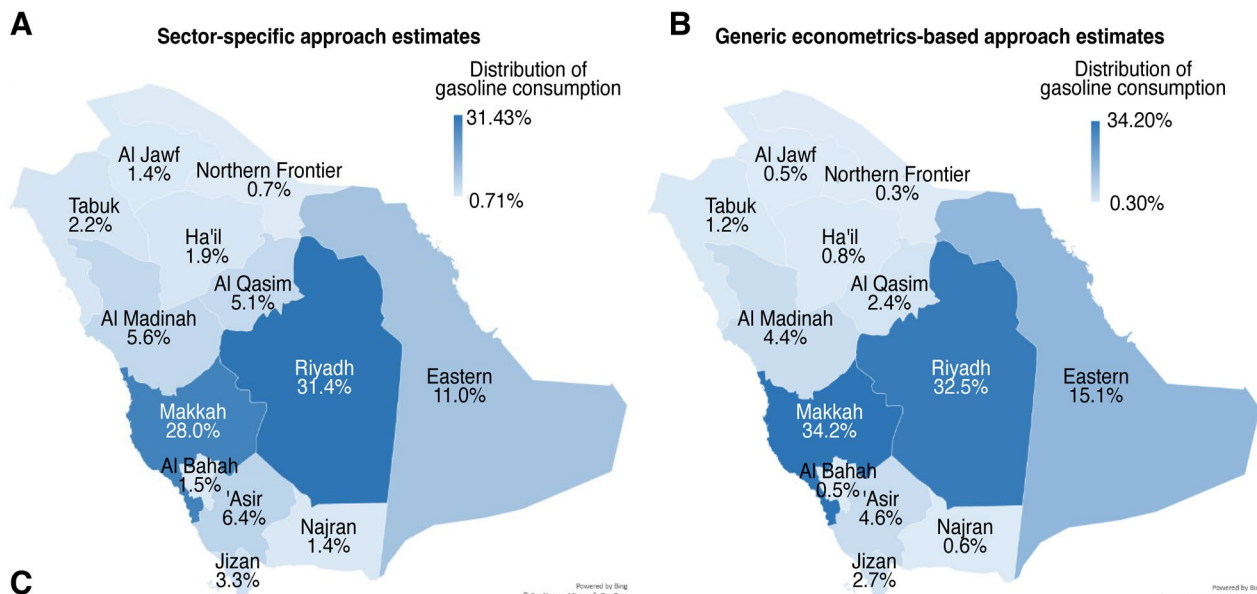 A
Sector-specific approach estimates
Distribution of
gasoline consumption
31.43%
0.71%
Al Jawf
1.4%
Northern Frontier
0.7%
Tabuk
2.2%
Ha'il
1.9%
Al Qasim
5.1%
Al Madinah
5.6%
Riyadh
31.4%
Eastern
11.0%
Makkah
28.0%
Al Bahah
1.5%
'Asir
6.4%
Najran
1.4%
Jizan
3.3%
Powered by Bing
B
Generic econometrics-based approach estimates
Distribution of
gasoline consumption
34.20%
0.30%
Al Jawf
0.5%
Northern Frontier
0.3%
Tabuk
1.2%
Ha'il
0.8%
Al Qasim
2.4%
Al Madinah
4.4%
Riyadh
32.5%
Eastern
15.1%
Makkah
34.2%
Al Bahah
0.5%
'Asir
4.6%
Najran
0.6%
Jizan
2.7%
Powered by Bin
C